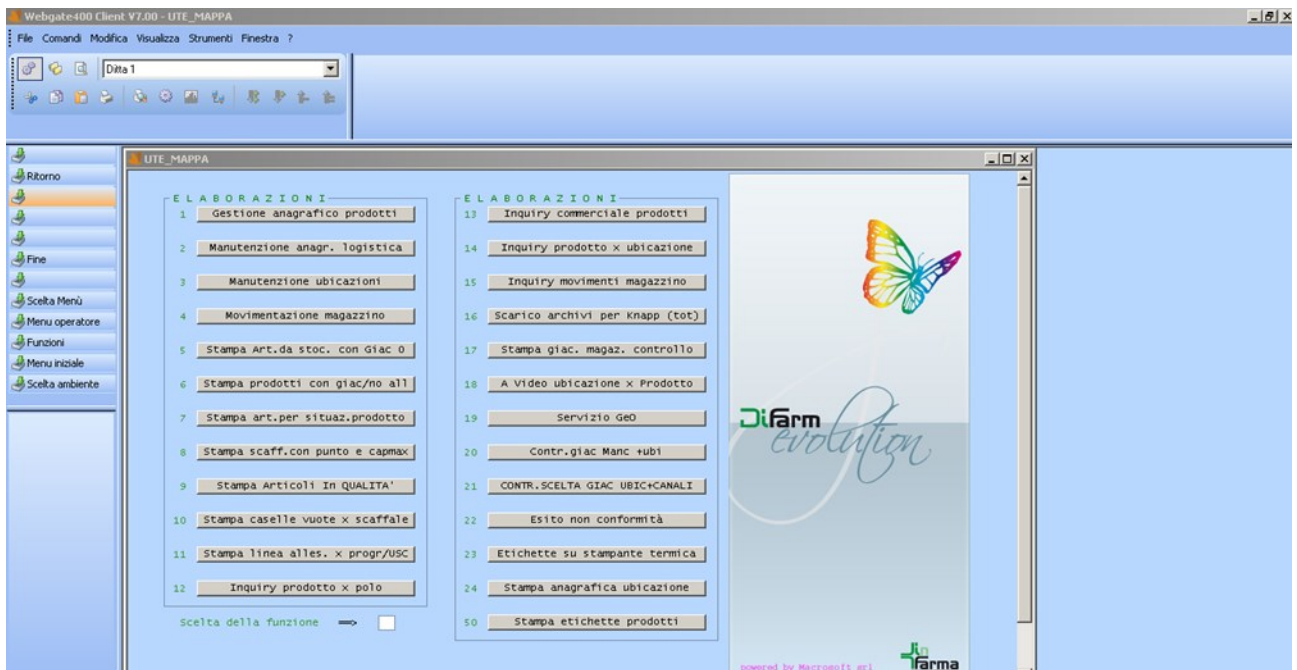 Webgate400 Client V7.00 - UTE_MAPPA
File Comandi Modifica Visualizza Strumenti Finestra ?
Ditta 1
Ritorno
Fine
Scelta Menù
Menu operatore
Funzioni
Menu iniziale
Scelta ambiente
UTE_MAPPA
ELABORAZIONI
1 Gestione anagrafico prodotti
2 Manutenzione anagr. logistica
3 Manutenzione ubicazioni
4 Movimentazione magazzino
5 Stampa Art.da stoc. con Giac 0
6 Stampa prodotti con giac/no all
7 Stampa art.per situaz.prodotto
8 Stampa scaff.con punto e capmax
9 Stampa Articoli In QUALITA'
10 Stampa caselle vuote x scaffale
11 Stampa linea alles. x progr/USC
12 Inquiry prodotto x polo
Scelta della funzione ==>
ELABORAZIONI
13 Inquiry commerciale prodotti
14 Inquiry prodotto x ubicazione
15 Inquiry movimenti magazzino
16 Scarico archivi per Knapp (tot)
17 Stampa giac. magaz. controllo
18 A Video ubicazione x Prodotto
19 Servizio GeO
20 Contr.giac Manc +ubi
21 CONTR.SCELTA GIAC UBIC+CANALI
22 Esito non conformità
23 Etichette su stampante termica
24 Stampa anagrafica ubicazione
50 Stampa etichette prodotti
DiFarm
evolution
powered by Macrosoft srl
Jin
farma